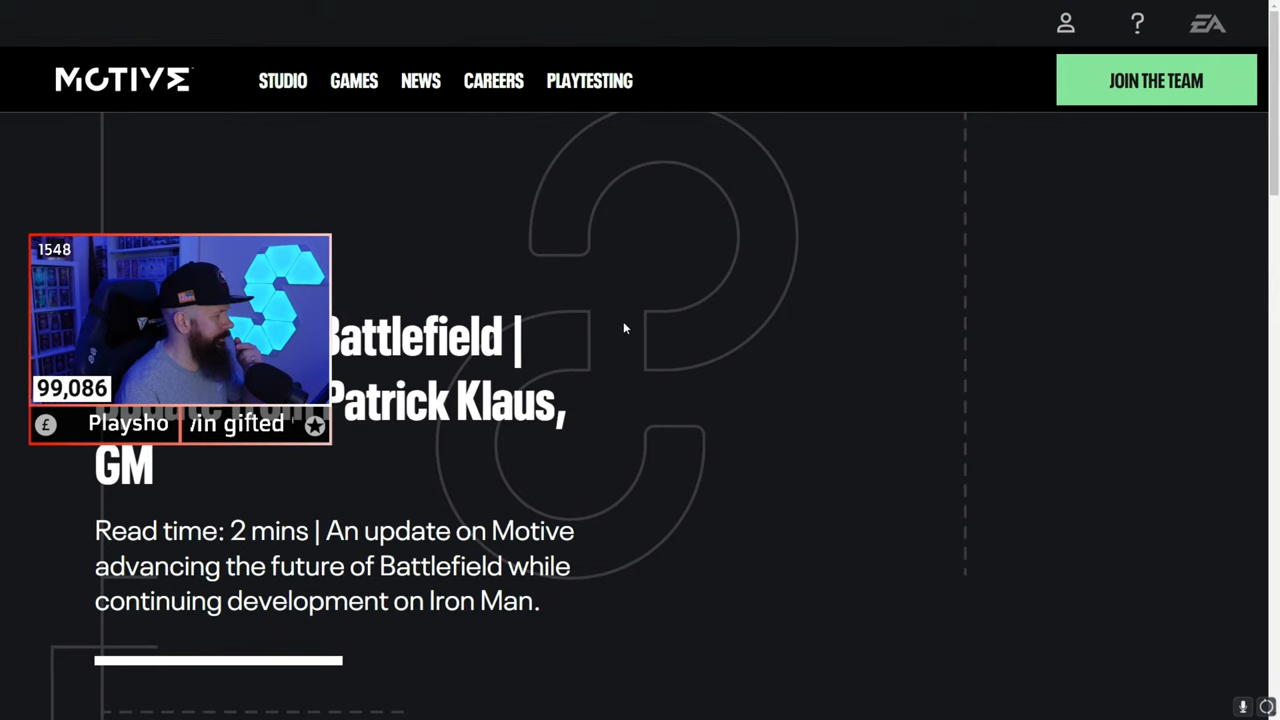 EA
MOTIVE
STUDIO GAMES NEWS CAREERS PLAYTESTING
JOIN THE TEAM
1548
Battlefield |
Patrick Klaus,
99,086
£ Playsho /in gifted
GM
Read time: 2 mins | An update on Motive
advancing the future of Battlefield while
continuing development on Iron Man.